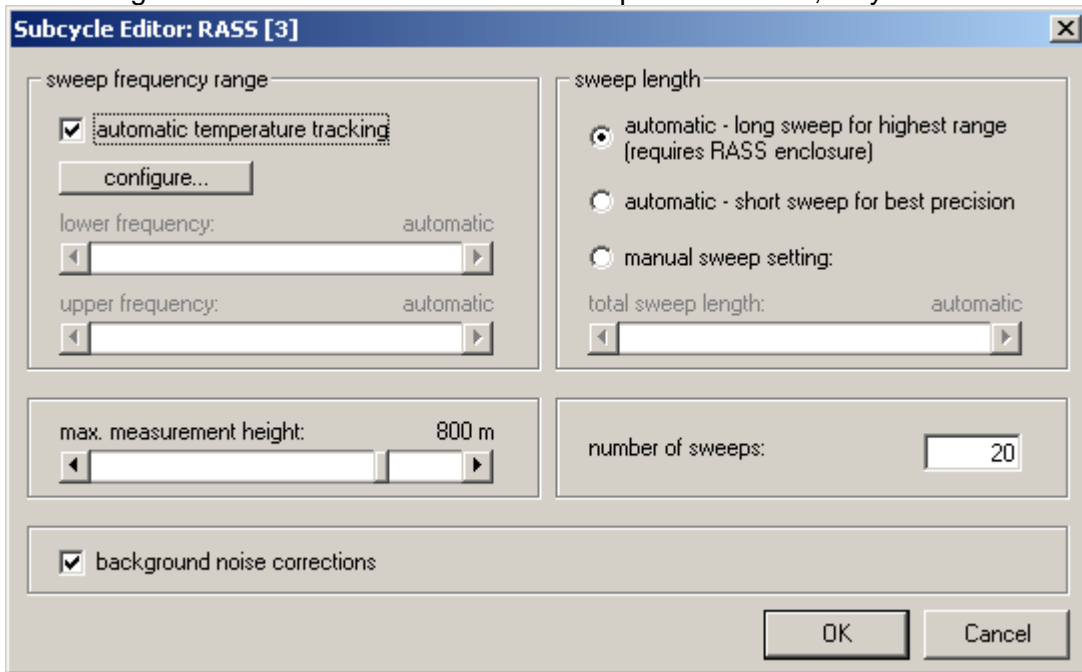 Subcycle Editor: RASS [3]
sweep frequency range
automatic temperature tracking
configure...
lower frequency: automatic
upper frequency: automatic
sweep length
automatic - long sweep for highest range
(requires RASS enclosure)
automatic - short sweep for best precision
manual sweep setting:
total sweep length: automatic
max. measurement height: 800 m
number of sweeps: 20
background noise corrections
OK
Cancel